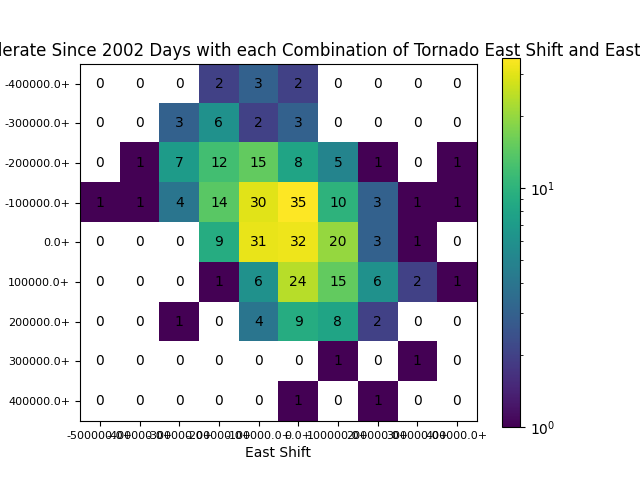 lerate Since 2002 Days with each Combination of Tornado East Shift and East
-400000.0+ 0 0 0 2 3 2 0 0 0 0
-300000.0+ 0 0 3 6 2 3 0 0 0 0
-200000.0+ 0 1 7 12 15 8 5 1 0 1
-100000.0+ 1 1 4 14 30 35 10 3 1 1
0.0+ 0 0 0 9 31 32 20 3 1 0
100000.0+ 0 0 0 1 6 24 15 6 2 1
200000.0+ 0 0 1 0 4 9 8 2 0 0
300000.0+ 0 0 0 0 0 0 1 0 1 0
400000.0+ 0 0 0 0 0 1 0 1 0 0
East Shift
10¹
10⁰